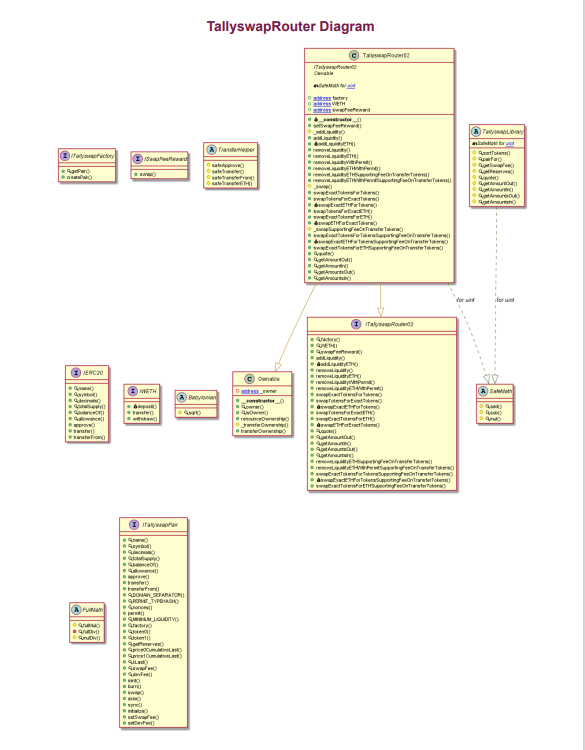 TallyswapRouter Diagram
C TallyswapRouter02
ITallyswapRouter02
Ownable
SafeMath for uint
address factory
address WETH
address swapFeeReward
__constructor__()
setSwapFeeReward()
_addLiquidity()
addLiquidity()
addLiquidityETH()
removeLiquidity()
removeLiquidityETH()
removeLiquidityWithPermit()
removeLiquidityETHWithPermit()
removeLiquidityETHSupportingFeeOnTransferTokens()
removeLiquidityETHWithPermitSupportingFeeOnTransferTokens()
_swap()
swapExactTokensForTokens()
swapTokensForExactTokens()
swapExactETHForTokens()
swapTokensForExactETH()
swapExactTokensForETH()
swapETHForExactTokens()
_swapSupportingFeeOnTransferTokens()
swapExactTokensForTokensSupportingFeeOnTransferTokens()
swapExactETHForTokensSupportingFeeOnTransferTokens()
swapExactTokensForETHSupportingFeeOnTransferTokens()
quote()
getAmountOut()
getAmountIn()
getAmountsOut()
getAmountsIn()
I ITallyswapFactory
getPair()
createPair()
I ISwapFeeReward
swap()
A TransferHelper
safeApprove()
safeTransfer()
safeTransferFrom()
safeTransferETH()
A TallyswapLibrary
SafeMath for uint
sortTokens()
pairFor()
getSwapFee()
getReserves()
quote()
getAmountOut()
getAmountIn()
getAmountsOut()
getAmountsIn()
for uint
for uint
I ITallyswapRouter02
factory()
WETH()
swapFeeReward()
addLiquidity()
addLiquidityETH()
removeLiquidity()
removeLiquidityETH()
removeLiquidityWithPermit()
removeLiquidityETHWithPermit()
swapExactTokensForTokens()
swapTokensForExactTokens()
swapExactETHForTokens()
swapTokensForExactETH()
swapExactTokensForETH()
swapETHForExactTokens()
quote()
getAmountOut()
getAmountIn()
getAmountsOut()
getAmountsIn()
removeLiquidityETHSupportingFeeOnTransferTokens()
removeLiquidityETHWithPermitSupportingFeeOnTransferTokens()
swapExactTokensForTokensSupportingFeeOnTransferTokens()
swapExactETHForTokensSupportingFeeOnTransferTokens()
swapExactTokensForETHSupportingFeeOnTransferTokens()
I IERC20
name()
symbol()
decimals()
totalSupply()
balanceOf()
allowance()
approve()
transfer()
transferFrom()
I IWETH
deposit()
transfer()
withdraw()
A Babylonian
sqrt()
C Ownable
address _owner
__constructor__()
owner()
isOwner()
renounceOwnership()
_transferOwnership()
transferOwnership()
A SafeMath
add()
sub()
mul()
A FullMath
fullMul()
fullDiv()
mulDiv()
I ITallyswapPair
name()
symbol()
decimals()
totalSupply()
balanceOf()
allowance()
approve()
transfer()
transferFrom()
DOMAIN_SEPARATOR()
PERMIT_TYPEHASH()
nonces()
permit()
MINIMUM_LIQUIDITY()
factory()
token0()
token1()
getReserves()
price0CumulativeLast()
price1CumulativeLast()
kLast()
swapFee()
devFee()
mint()
burn()
swap()
skim()
sync()
initialize()
setSwapFee()
setDevFee()